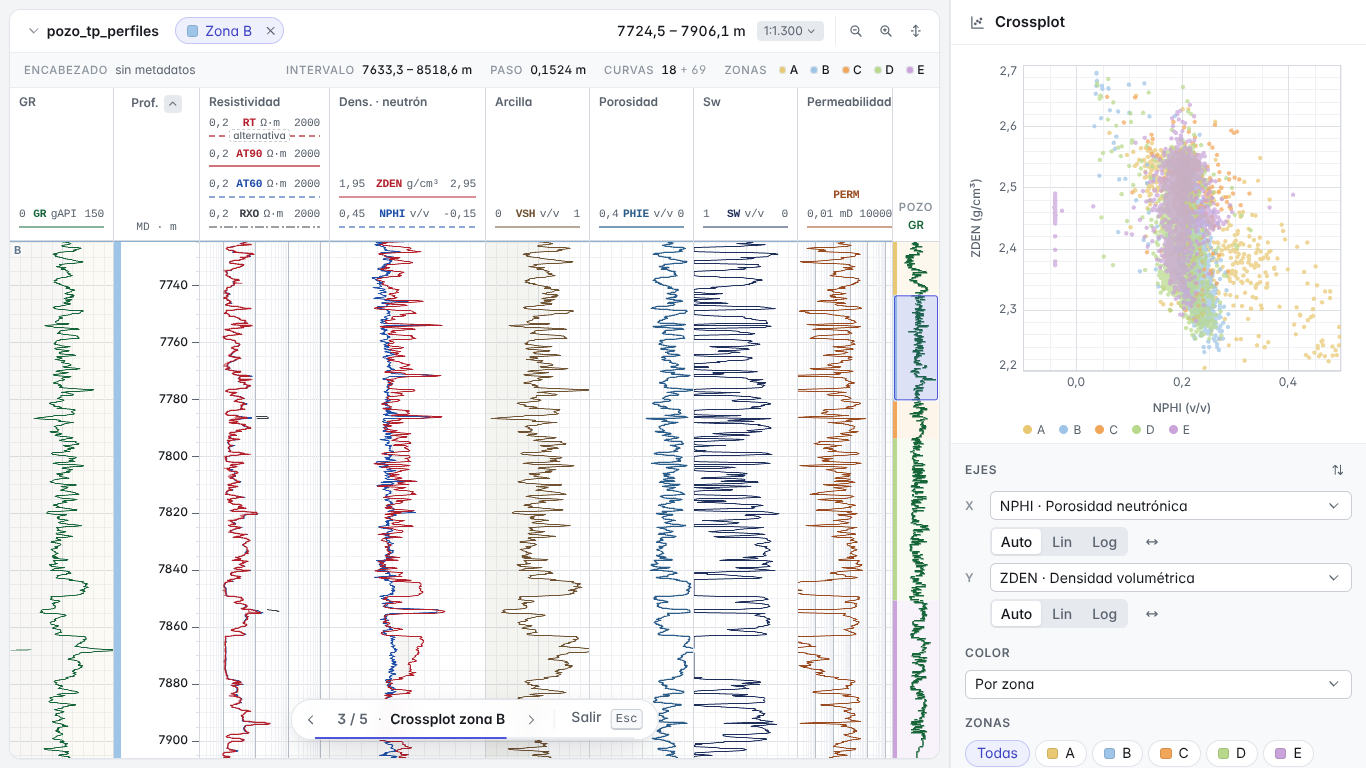 pozo_tp_perfiles Zona B ×
7724,5 – 7906,1 m 1:1.300
ENCABEZADO sin metadatos INTERVALO 7633,3 – 8518,6 m PASO 0,1524 m CURVAS 18 + 69 ZONAS A B C D E
GR Prof. Resistividad Dens. · neutrón Arcilla Porosidad Sw Permeabilidad
0,2 RT Ω·m 2000
alternativa
0,2 AT90 Ω·m 2000
0,2 AT60 Ω·m 2000 1,95 ZDEN g/cm³ 2,95
PERM
POZO
0 GR gAPI 150
MD · m
0,2 RXO Ω·m 2000
0,45 NPHI v/v -0,15
0 VSH v/v 1
0,4 PHIE v/v 0
1 SW v/v 0
0,01 mD 10000
GR
B
7740
7760
7780
7800
7820
7840
7860
7880
7900
3 / 5 · Crossplot zona B Salir Esc
Crossplot
ZDEN (g/cm³)
2,7
2,6
2,5
2,4
2,3
2,2
0,0 0,2 0,4
NPHI (v/v)
A B C D E
EJES
X NPHI · Porosidad neutrónica
Auto Lin Log
Y ZDEN · Densidad volumétrica
Auto Lin Log
COLOR
Por zona
ZONAS
Todas A B C D E